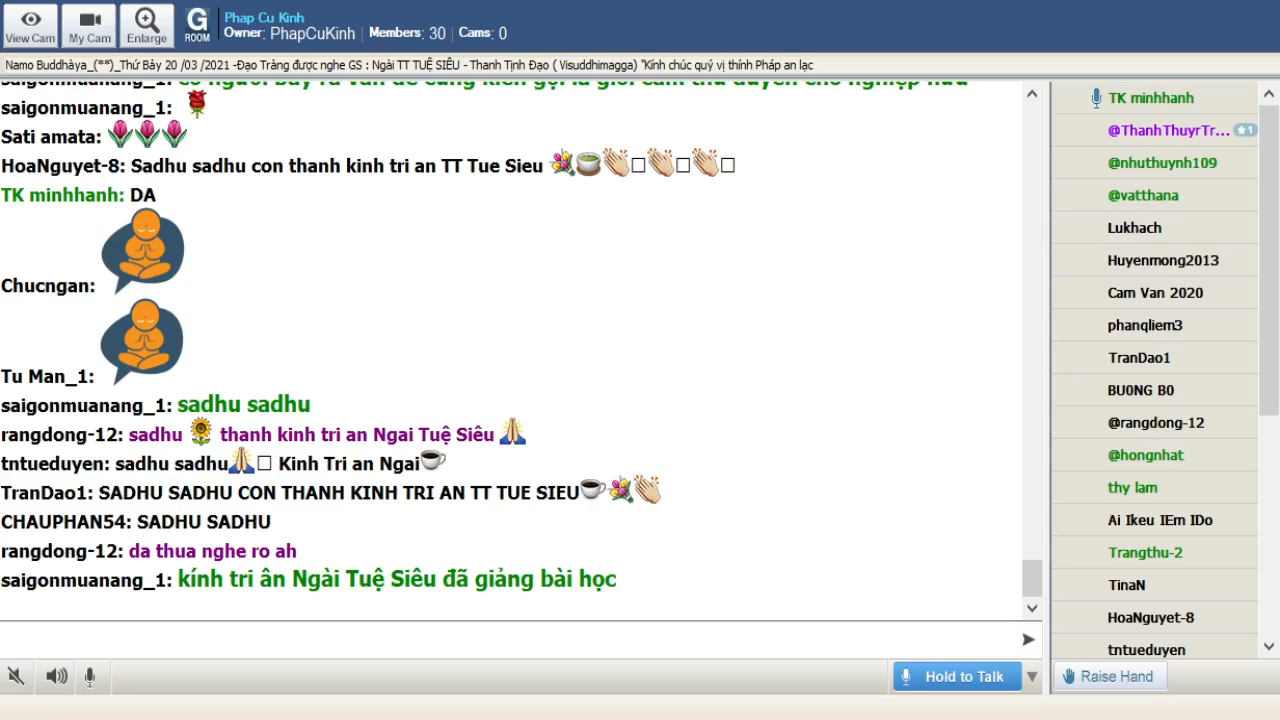 View Cam
My Cam
Enlarge
G
ROOM
Phap Cu Kinh
Owner: PhapCuKinh Members: 30 Cams: 0
Namo Buddhàya_(**)_Thứ Bảy 20 /03 /2021 -Đạo Tràng được nghe GS : Ngài TT TUỆ SIÊU - Thanh Tịnh Đạo ( Visuddhimagga) "Kính chúc quý vị thính Pháp an lạc
saigonmuanang_1:
Sati amata:
HoaNguyet-8: Sadhu sadhu con thanh kinh tri an TT Tue Sieu
TK minhhanh: DA
Chucngan:
Tu Man_1:
saigonmuanang_1: sadhu sadhu
rangdong-12: sadhu thanh kinh tri an Ngai Tuệ Siêu
tntueduyen: sadhu sadhu Kinh Tri an Ngai
TranDao1: SADHU SADHU CON THANH KINH TRI AN TT TUE SIEU
CHAUPHAN54: SADHU SADHU
rangdong-12: da thua nghe ro ah
saigonmuanang_1: kính tri ân Ngài Tuệ Siêu đã giảng bài học
TK minhhanh
@ThanhThuyrTr... ★1
@nhuthuynh109
@vatthana
Lukhach
Huyenmong2013
Cam Van 2020
phanqliem3
TranDao1
BU0NG B0
@rangdong-12
@hongnhat
thy lam
Ai Ikeu IEm IDo
Trangthu-2
TinaN
HoaNguyet-8
tntueduyen
Hold to Talk
Raise Hand